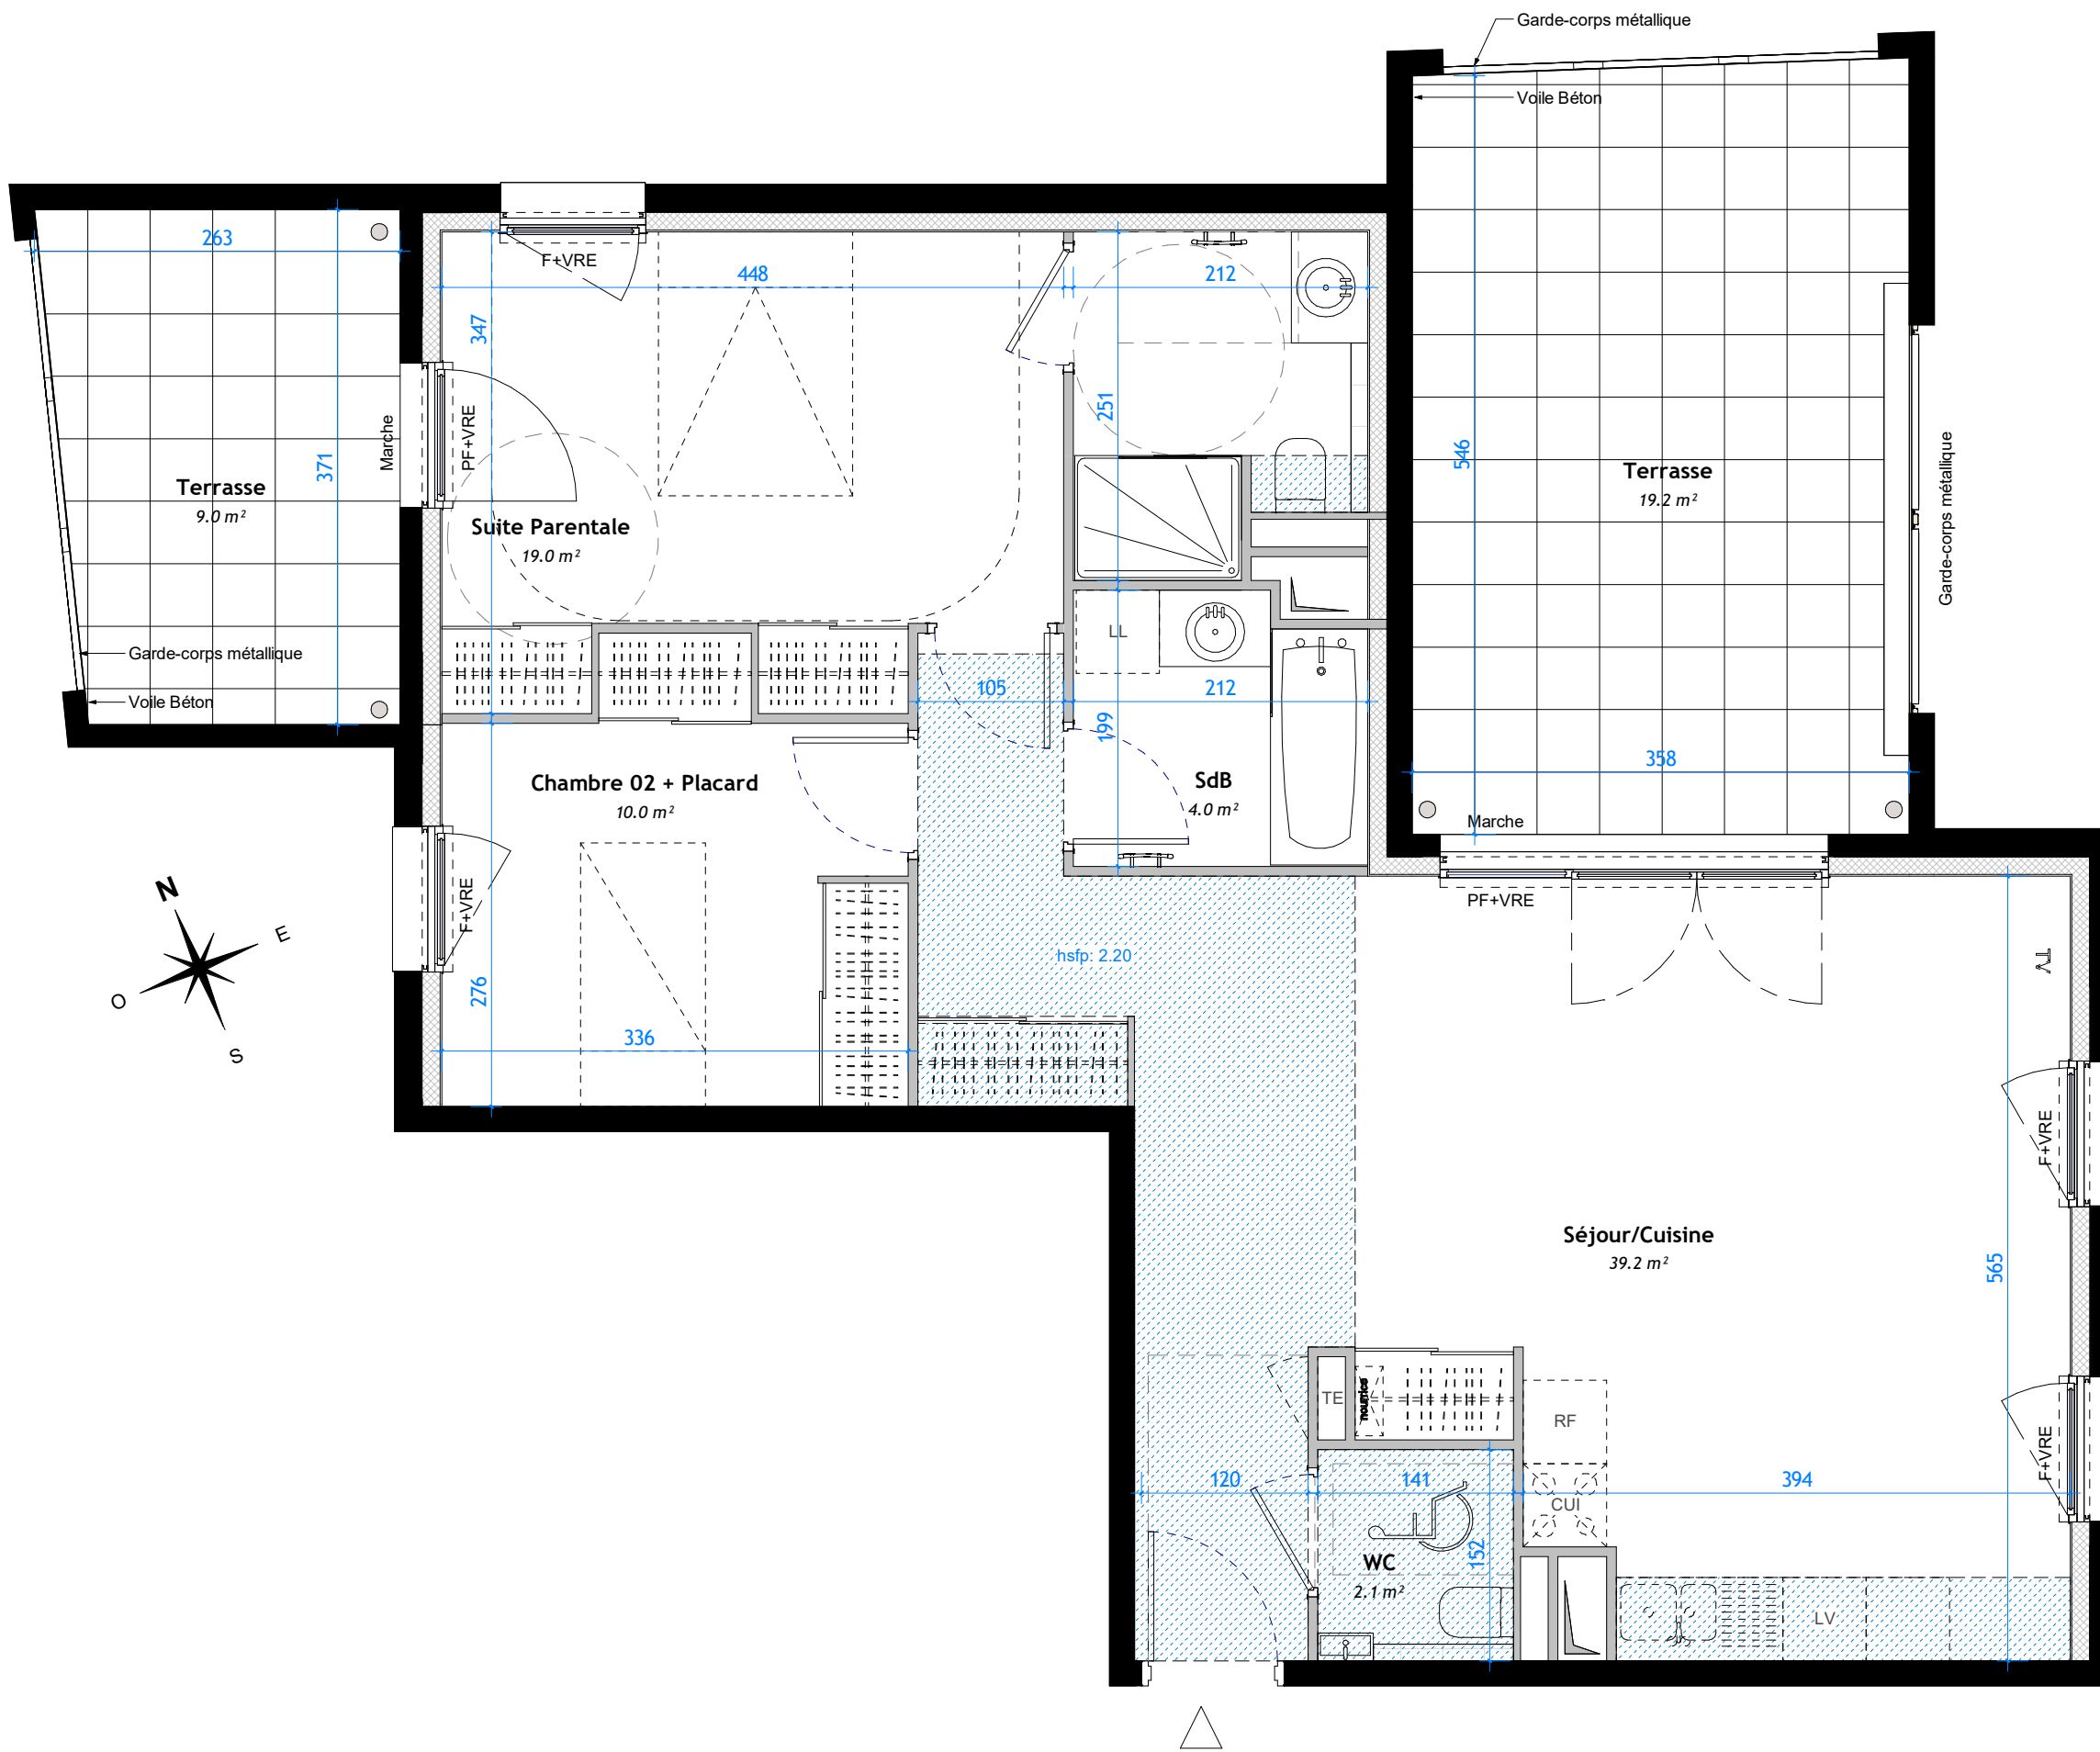 Garde-corps métallique
Voile Béton
263
F+VRE
448
212
347
371
Marche
PF+VRE
251
546
Terrasse
19.2 m²
Garde-corps métallique
Terrasse
9.0 m²
Suite Parentale
19.0 m²
Garde-corps métallique
Voile Béton
LL
105
212
199
358
Chambre 02 + Placard
10.0 m²
SdB
4.0 m²
Marche
PF+VRE
N
E
O
S
F+VRE
hsfp: 2.20
TV
276
336
F+VRE
Séjour/Cuisine
39.2 m²
565
TE
nourrice
RF
F+VRE
120
141
394
CUI
152
WC
2.1 m²
LV